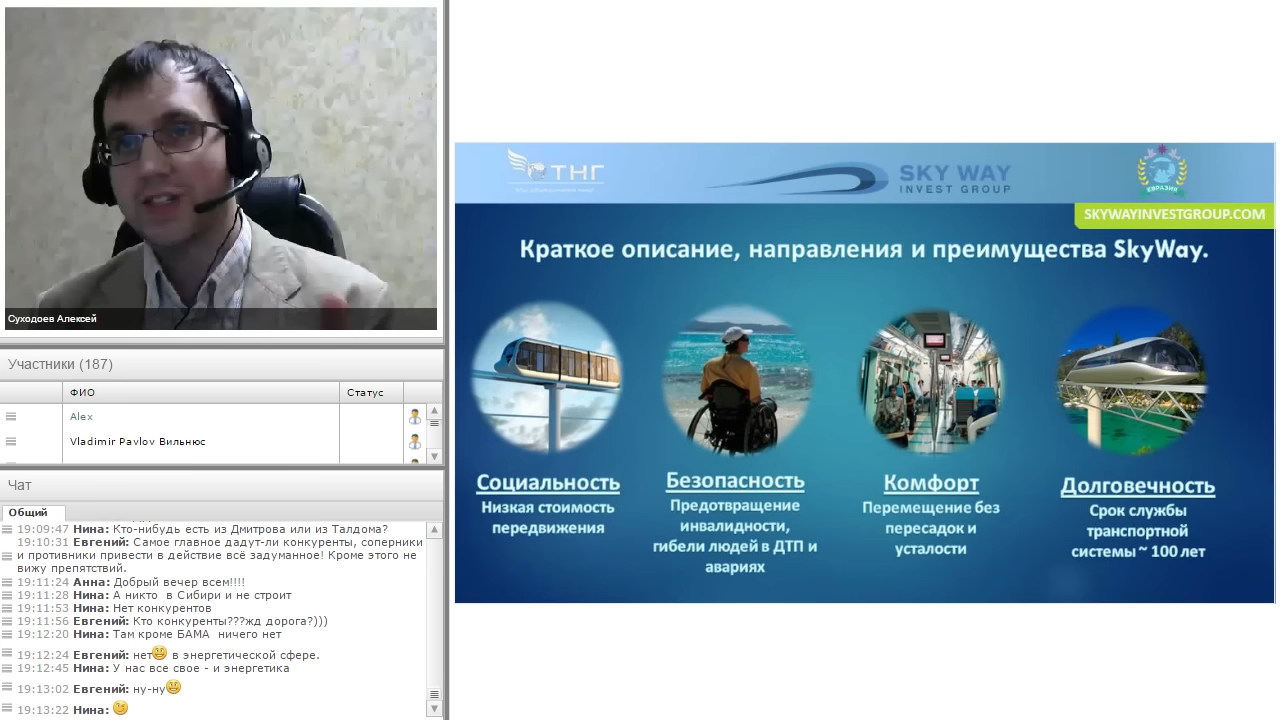 Суходоев Алексей
Участники (187)
ФИО
Статус
Alex
Vladimir Pavlov Вильнюс
Чат
Общий
19:09:47 Нина: Кто-нибудь есть из Дмитрова или из Талдома?
19:10:31 Евгений: Самое главное дадут-ли конкуренты, соперники
и противники привести в действие всё задуманное! Кроме этого не
вижу препятствий.
19:11:24 Анна: Добрый вечер всем!!!!
19:11:28 Нина: А никто в Сибири и не строит
19:11:53 Нина: Нет конкурентов
19:11:56 Евгений: Кто конкуренты???жд дорога?)))
19:12:20 Нина: Там кроме БАМА ничего нет
19:12:24 Евгений: нет в энергетической сфере.
19:12:45 Нина: У нас все свое - и энергетика
19:13:02 Евгений: ну-ну
19:13:22 Нина:
ТНГ
SKY WAY
INVEST GROUP
ЕВРАЗИЯ
SKYWAYINVESTGROUP.COM
Краткое описание, направления и преимущества SkyWay.
Социальность
Низкая стоимость
передвижения
Безопасность
Предотвращение
инвалидности,
гибели людей в ДТП и
авариях
Комфорт
Перемещение без
пересадок и
усталости
Долговечность
Срок службы
транспортной
системы ~ 100 лет